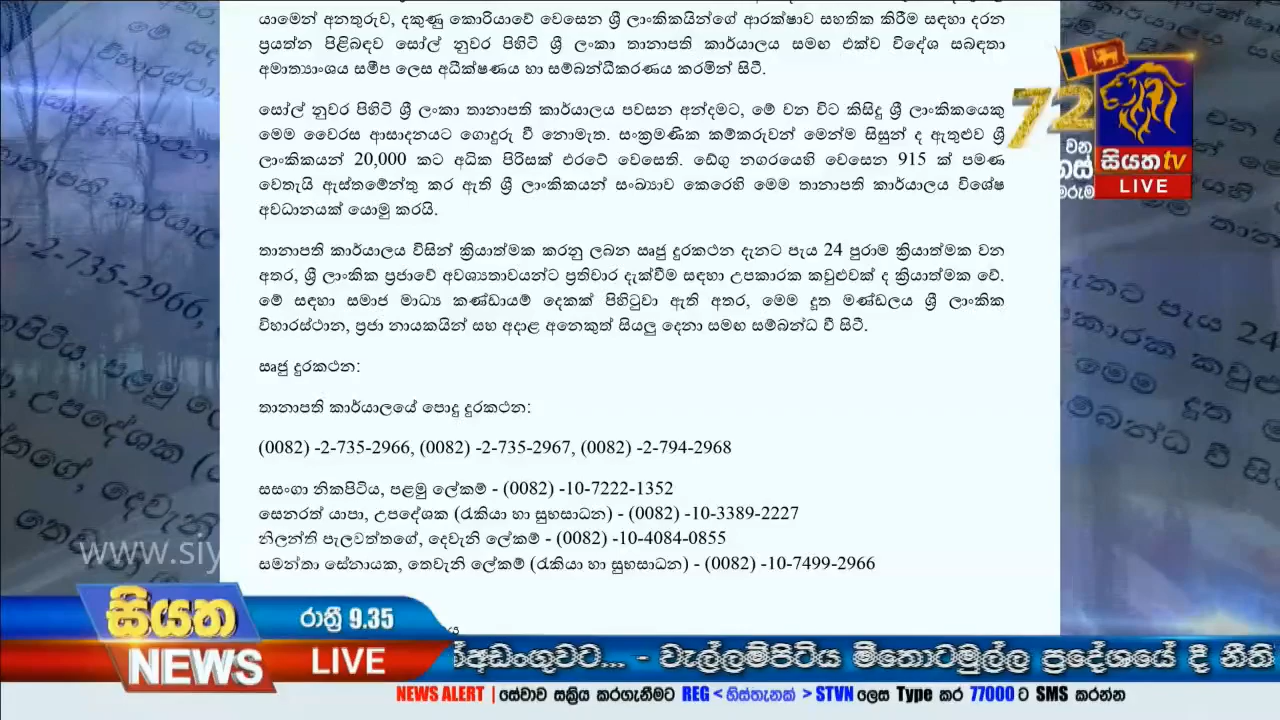 යාමෙන් අනතුරුව, දකුණු කොරියාවේ වෙසෙන ශ්‍රී ලාංකිකයින්ගේ ආරක්ෂාව සහතික කිරීම සඳහා දරන
ප්‍රයත්න පිළිබඳව සෝල් නුවර පිහිටි ශ්‍රී ලංකා තානාපති කාර්යාලය සමඟ එක්ව විදේශ සබඳතා
අමාත්‍යාංශය සමීප ලෙස අධීක්ෂණය හා සම්බන්ධීකරණය කරමින් සිටී.
සෝල් නුවර පිහිටි ශ්‍රී ලංකා තානාපති කාර්යාලය පවසන අන්දමට, මේ වන විට කිසිදු ශ්‍රී ලාංකිකයෙකු
මෙම වෛරස ආසාදනයට ගොදුරු වී නොමැත. සංක්‍රමණික කම්කරුවන් මෙන්ම සිසුන් ද ඇතුළුව ශ්‍රී
ලාංකිකයන් 20,000 කට අධික පිරිසක් එරටේ වෙසෙති. ඩේගු නගරයෙහි වෙසෙන 915 ක් පමණ
වෙතැයි ඇස්තමේන්තු කර ඇති ශ්‍රී ලාංකිකයන් සංඛ්‍යාව කෙරෙහි මෙම තානාපති කාර්යාලය විශේෂ
අවධානයක් යොමු කරයි.
තානාපති කාර්යාලය විසින් ක්‍රියාත්මක කරනු ලබන සෘජු දුරකථන දැනට පැය 24 පුරාම ක්‍රියාත්මක වන
අතර, ශ්‍රී ලාංකික ප්‍රජාවේ අවශ්‍යතාවයන්ට ප්‍රතිචාර දැක්වීම සඳහා උපකාරක කවුළුවක් ද ක්‍රියාත්මක වේ.
මේ සඳහා සමාජ මාධ්‍ය කණ්ඩායම් දෙකක් පිහිටුවා ඇති අතර, මෙම දූත මණ්ඩලය ශ්‍රී ලාංකික
විහාරස්ථාන, ප්‍රජා නායකයින් සහ අදාළ අනෙකුත් සියලු දෙනා සමඟ සම්බන්ධ වී සිටී.
සෘජු දුරකථන:
තානාපති කාර්යාලයේ පොදු දුරකථන:
(0082) -2-735-2966, (0082) -2-735-2967, (0082) -2-794-2968
සසංගා නිකපිටිය, පළමු ලේකම් - (0082) -10-7222-1352
සෙනරත් යාපා, උපදේශක (රැකියා හා සුභසාධන) - (0082) -10-3389-2227
නිලන්ති පැලවත්තගේ, දෙවැනි ලේකම් - (0082) -10-4084-0855
සමන්තා සේනායක, තෙවැනි ලේකම් (රැකියා හා සුභසාධන) - (0082) -10-7499-2966
72
වන
සියත tv
LIVE
www.siy
සියත
NEWS
රාත්‍රී 9.35
LIVE
- වැල්ලම්පිටිය මීතොටමුල්ල ප්‍රදේශයේ දී නීති
NEWS ALERT | සේවාව සක්‍රිය කරගැනීමට REG < හිස්තැනක් > STVN ලෙස Type කර 77000 ට SMS කරන්න